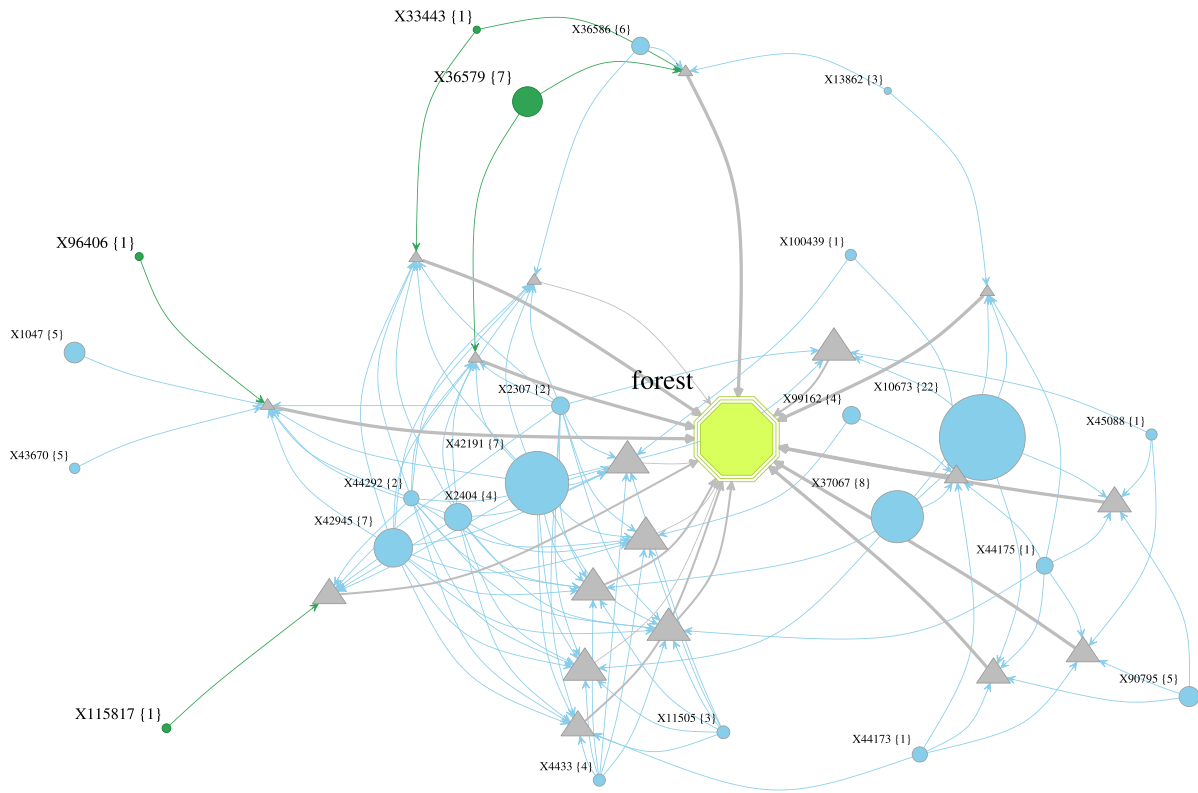 X33443 {1}
X36586 {6}
X36579 {7}
X13862 {3}
X96406 {1}
X100439 {1}
X1047 {5}
forest
X2307 {2}
X10673 {22}
X99162 {4}
X45088 {1}
X42191 {7}
X43670 {5}
X44292 {2}
X2404 {4}
X37067 {8}
X42945 {7}
X44175 {1}
X90795 {5}
X115817 {1}
X11505 {3}
X44173 {1}
X4433 {4}